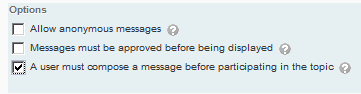 Options
Allow anonymous messages
Messages must be approved before being displayed
A user must compose a message before participating in the topic